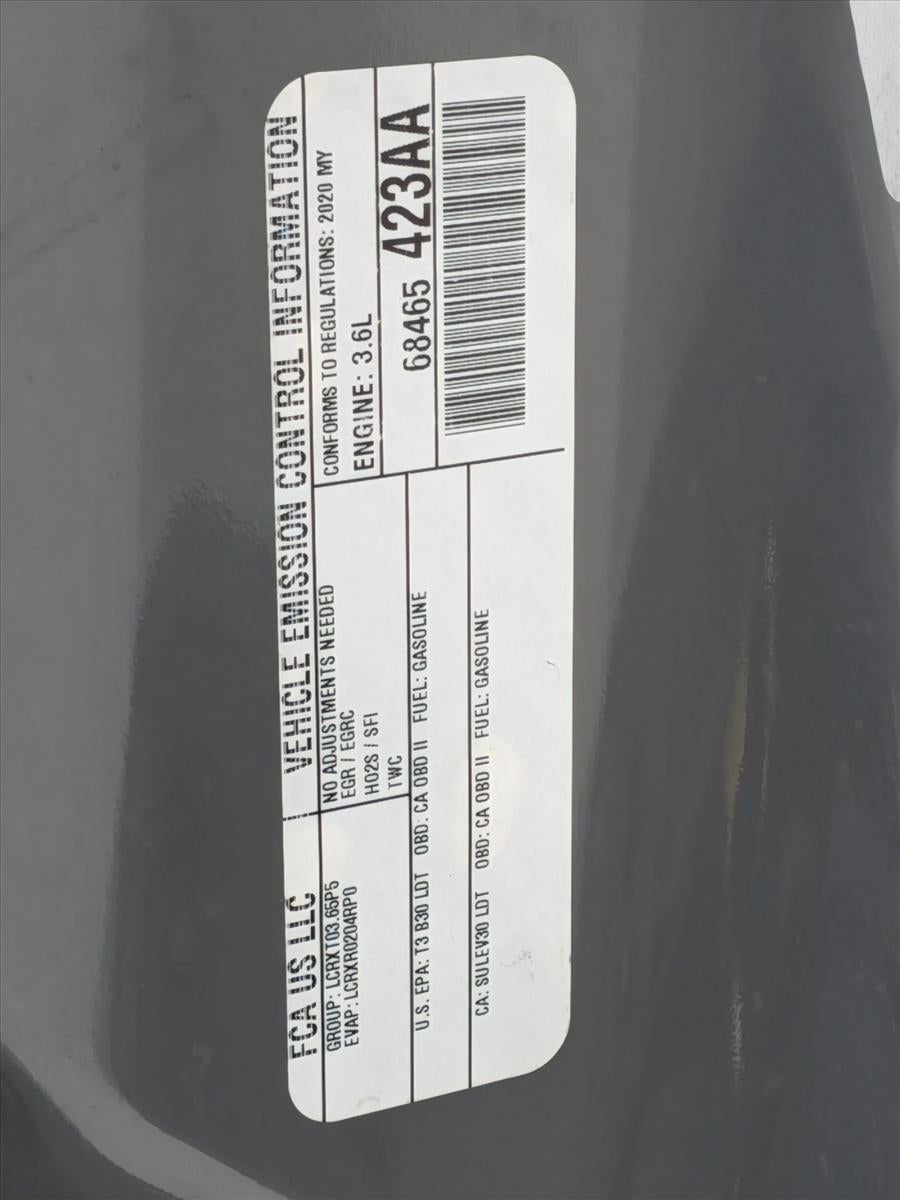 FCA US LLC
VEHICLE EMISSION CONTROL INFORMATION
GROUP: LCRXT03.65P5
EVAP: LCRXR0204RP0
NO ADJUSTMENTS NEEDED
EGR / EGRC
HO2S / SFI
TWC
CONFORMS TO REGULATIONS: 2020 MY
ENGINE: 3.6L
68465 423AA
U.S. EPA: T3 B30 LDT OBD: CA OBD II FUEL: GASOLINE
CA: SULEV30 LDT OBD: CA OBD II FUEL: GASOLINE